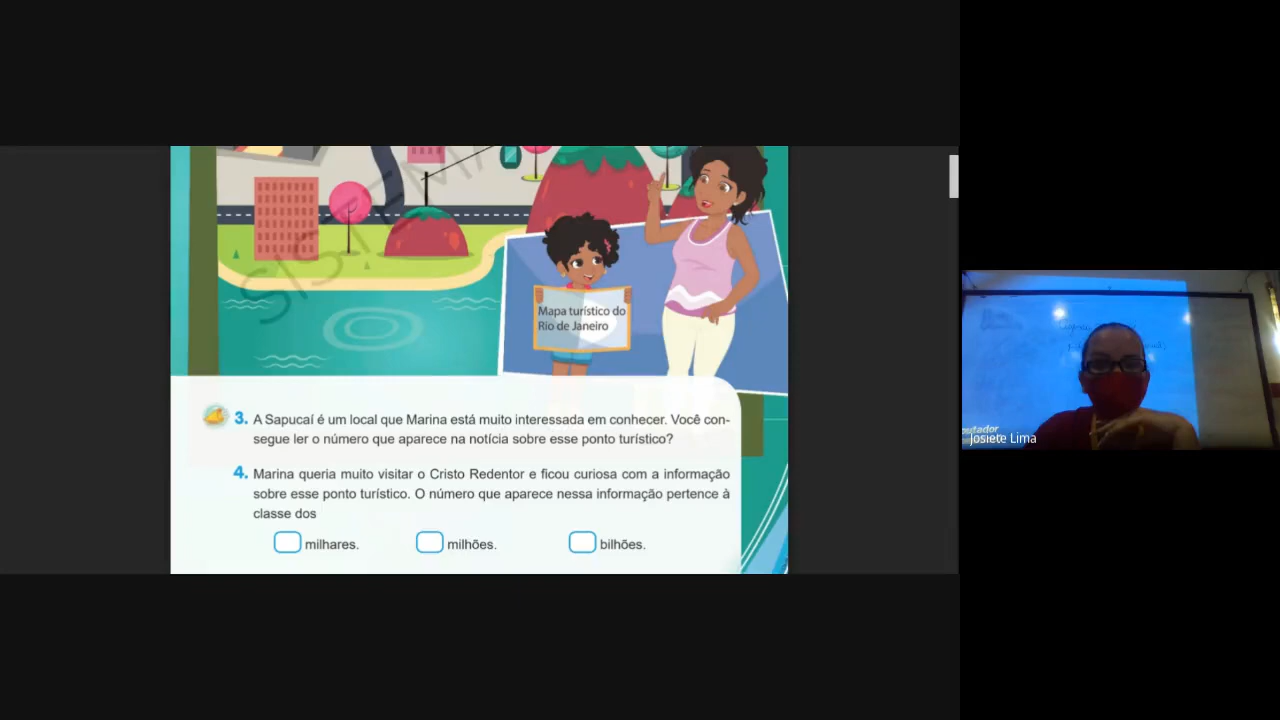 SISTEMA
Mapa turístico do
Rio de Janeiro
3. A Sapucaí é um local que Marina está muito interessada em conhecer. Você con-
segue ler o número que aparece na notícia sobre esse ponto turístico?
4. Marina queria muito visitar o Cristo Redentor e ficou curiosa com a informação
sobre esse ponto turístico. O número que aparece nessa informação pertence à
classe dos
milhares. milhões. bilhões.
Josiete Lima